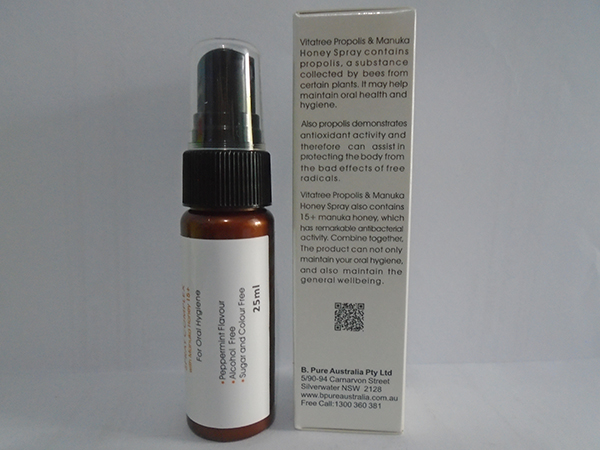 Vitatree Propolis & Manuka
Honey Spray contains
propolis, a substance
collected by bees from
certain plants. It may help
maintain oral health and
hygiene.
Also propolis demonstrates
antioxidant activity and
therefore can assist in
protecting the body from
the bad effects of free
radicals.
Vitatree Propolis & Manuka
Honey Spray also contains
15+ manuka honey, which
has remarkable antibacterial
activity. Combine together,
The product can not only
maintain your oral hygiene,
and also maintain the
general wellbeing.
B. Pure Australia Pty Ltd
5/90-94 Carnarvon Street
Silverwater NSW 2128
www.bpureaustralia.com.au
Free Call: 1300 360 381
For Oral Hygiene
•Peppermint Flavour
•Alcohol Free
•Sugar and Colour Free
25ml